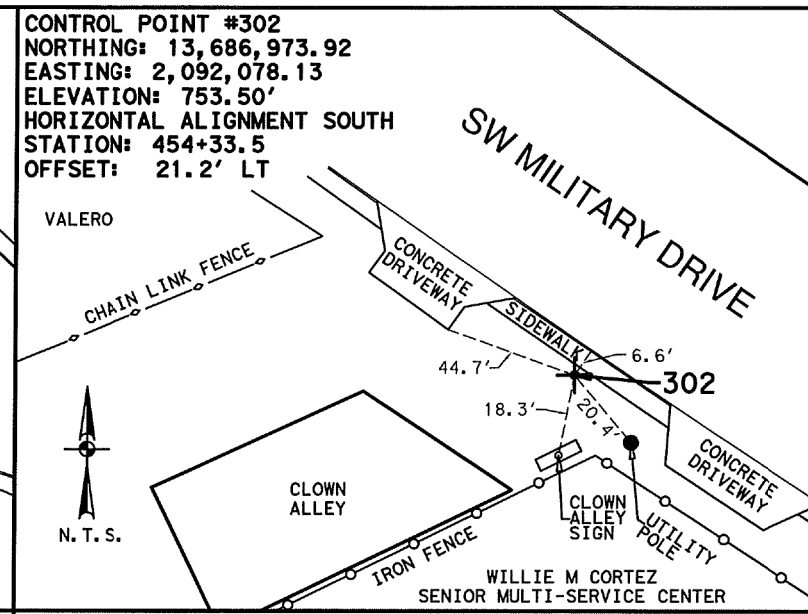 CONTROL POINT #302
NORTHING: 13,686,973.92
EASTING: 2,092,078.13
ELEVATION: 753.50'
HORIZONTAL ALIGNMENT SOUTH
STATION: 454+33.5
OFFSET: 21.2' LT
SW MILITARY DRIVE
VALERO
CHAIN LINK FENCE
CONCRETE
DRIVEWAY
SIDEWALK
6.6'
44.7'
302
18.3'
20.4'
CONCRETE
DRIVEWAY
N.T.S.
CLOWN
ALLEY
CLOWN
ALLEY
SIGN
UTILITY
POLE
IRON FENCE
WILLIE M CORTEZ
SENIOR MULTI-SERVICE CENTER